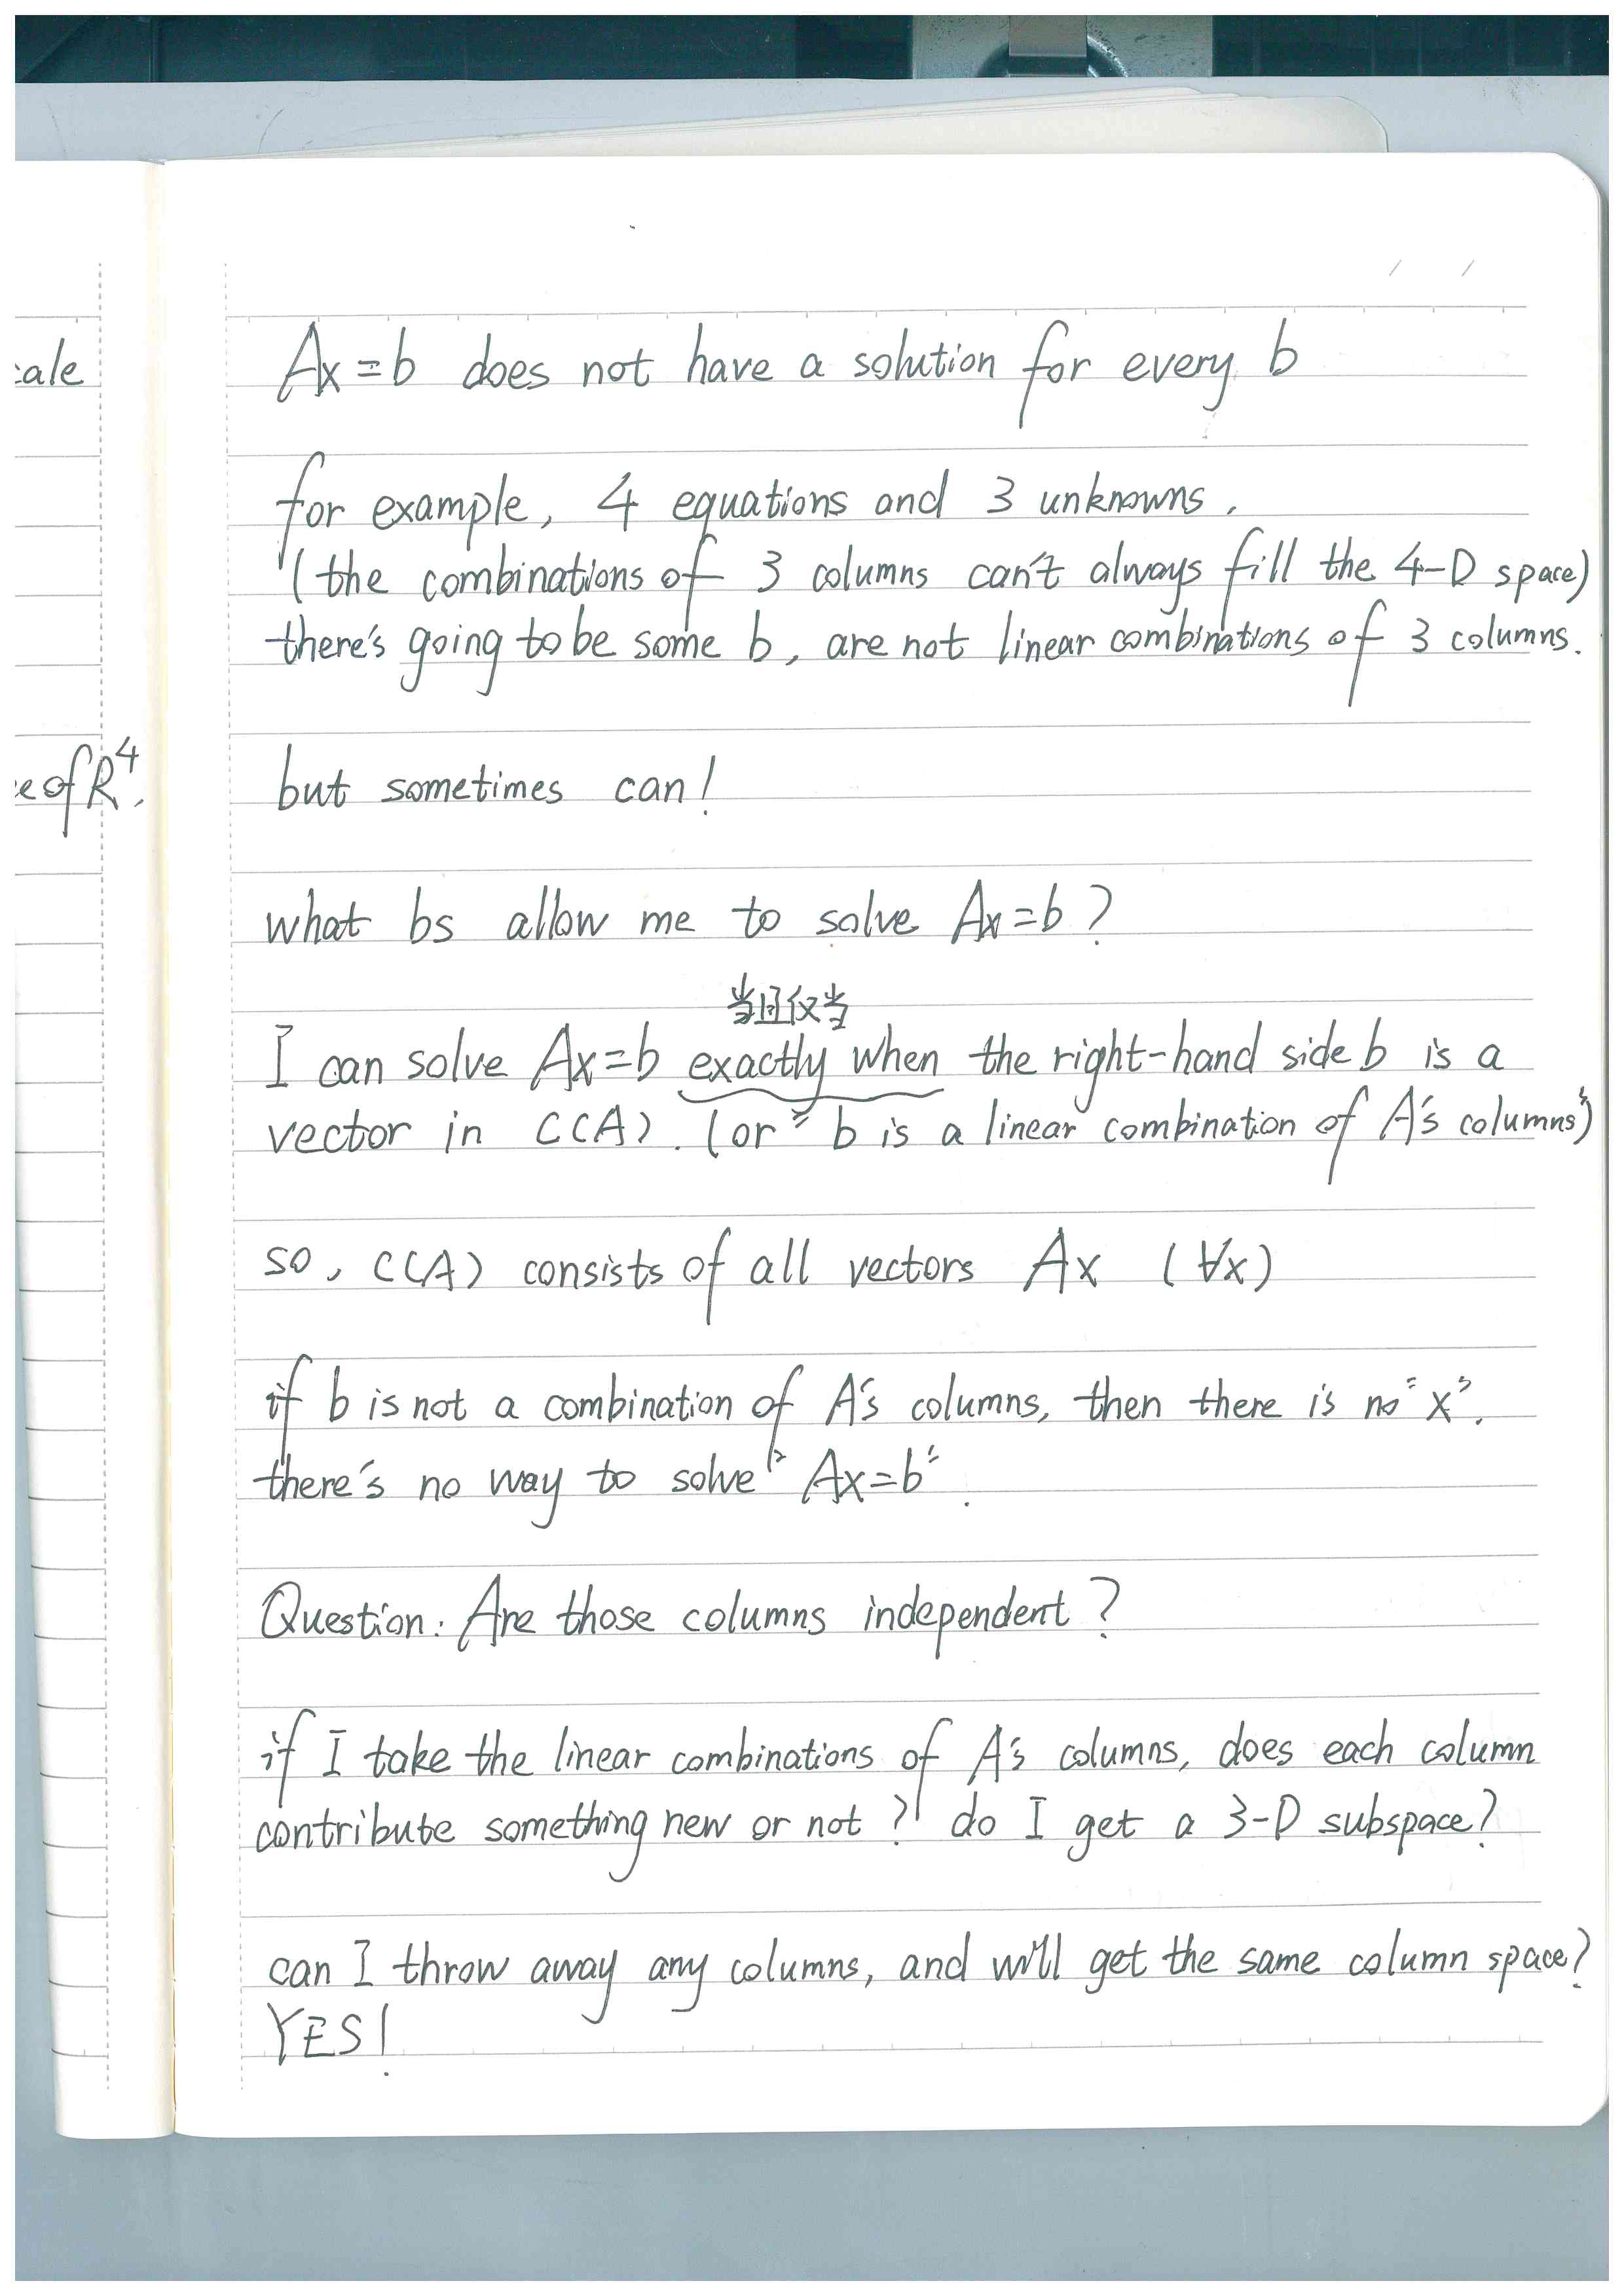 cale
e of R⁴.
Ax=b does not have a solution for every b
for example, 4 equations and 3 unknowns.
(the combinations of 3 columns can't always fill the 4-D space)
there's going to be some b, are not linear combinations of 3 columns.
but sometimes can!
what bs allow me to solve Ax=b?
当且仅当
I can solve Ax=b exactly when the right-hand side b is a
vector in C(A). (or " b is a linear combination of A's columns")
so, C(A) consists of all vectors Ax (∀x)
if b is not a combination of A's columns, then there is no "x".
there's no way to solve "Ax=b".
Question: Are those columns independent?
if I take the linear combinations of A's columns, does each column
contribute something new or not? do I get a 3-D subspace?
can I throw away any columns, and will get the same column space?
YES!